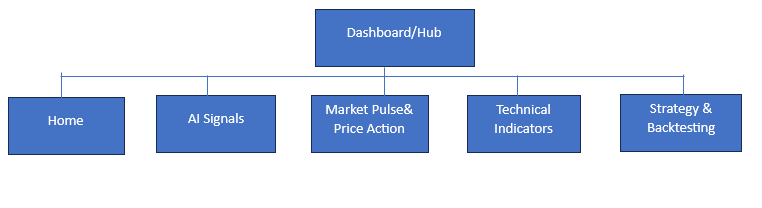 Dashboard/Hub
Home
AI Signals
Market Pulse&
Price Action
Technical
Indicators
Strategy &
Backtesting